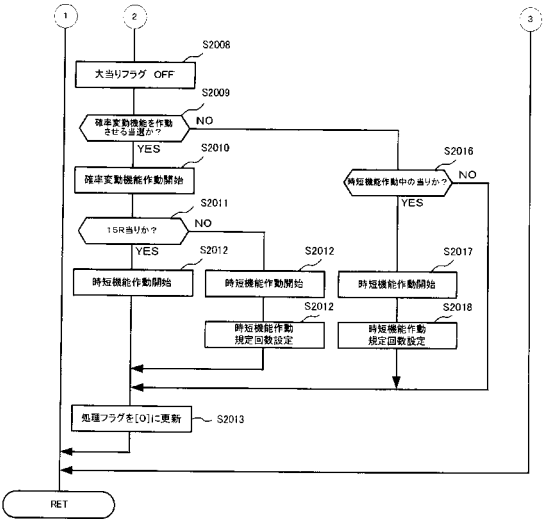 1
2
3
S2008
大当りフラグ OFF
S2009
確率変動機能を作動
させる当選か?
NO
YES
S2010
確率変動機能作動開始
S2016
時短機能作動中の当りか?
NO
YES
S2011
15R当りか?
NO
YES
S2012
時短機能作動開始
S2012
時短機能作動開始
S2017
時短機能作動開始
S2012
時短機能作動
規定回数設定
S2018
時短機能作動
規定回数設定
処理フラグを[0]に更新
S2013
RET